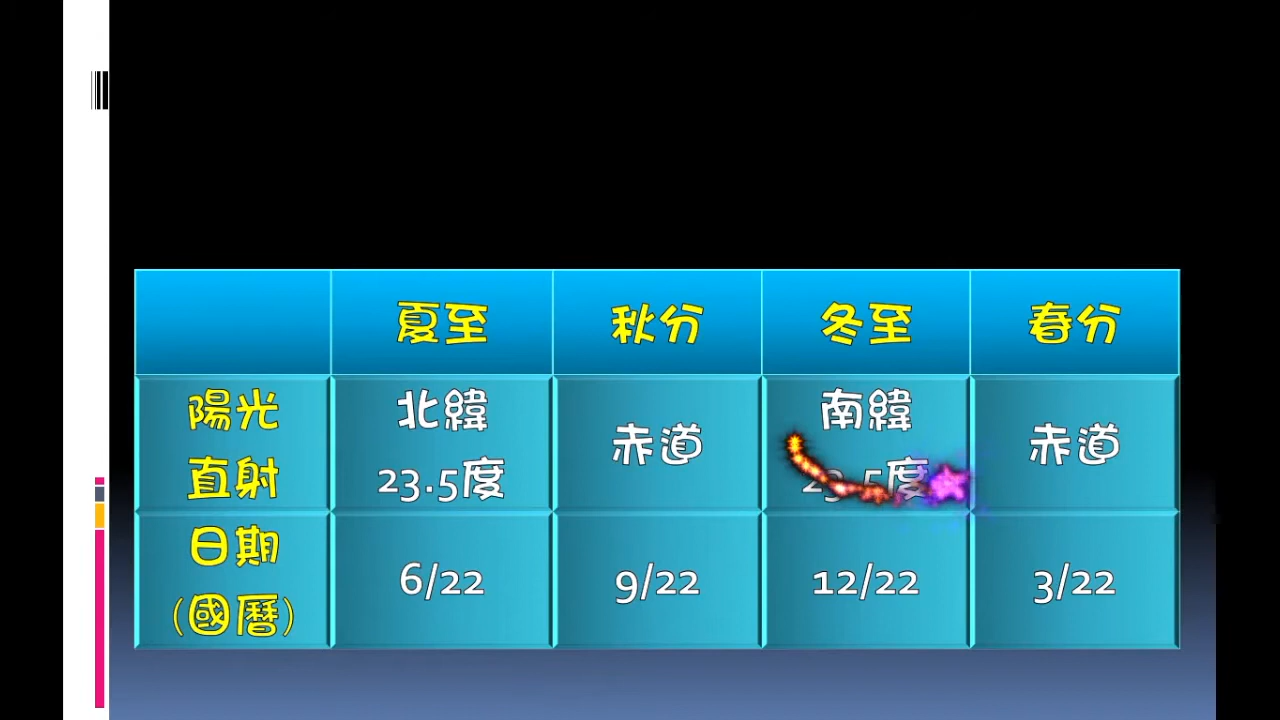 夏至 秋分 冬至 春分
陽光
直射
北緯
23.5度
赤道
南緯
23.5度
赤道
日期
(國曆)
6/22 9/22 12/22 3/22